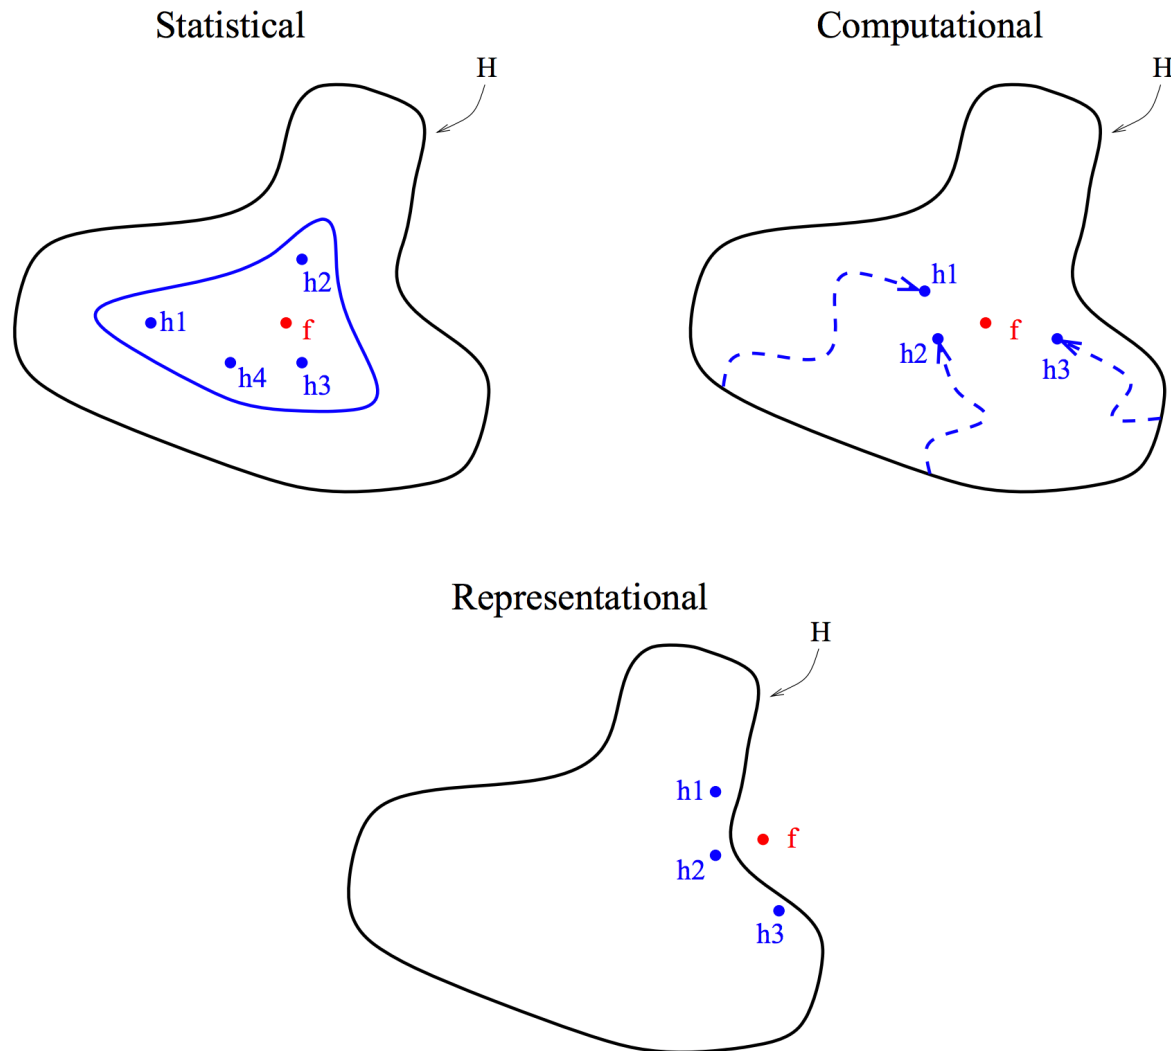 Statistical
H
h2
h1
f
h4
h3
Computational
H
h1
f
h2
h3
Representational
H
h1
f
h2
h3